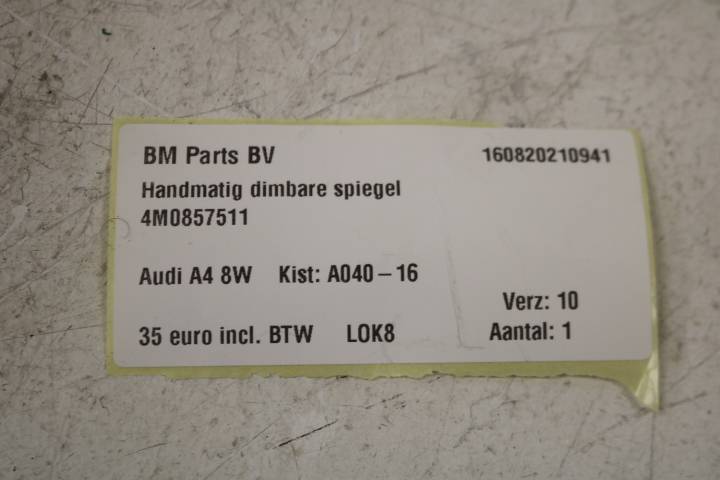 BM Parts BV 160820210941
Handmatig dimbare spiegel
4M0857511
Audi A4 8W Kist: A040-16
Verz: 10
35 euro incl. BTW LOK8 Aantal: 1